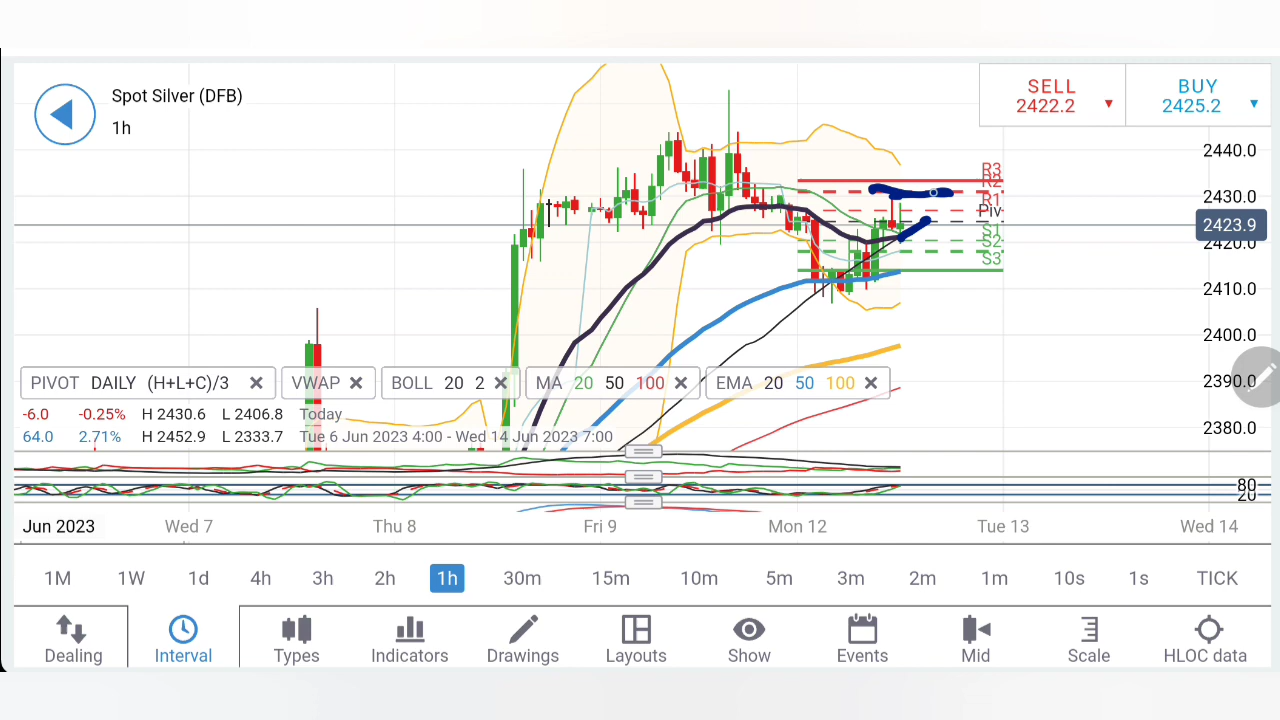 Spot Silver (DFB)
1h
SELL
2422.2
BUY
2425.2
2440.0
2430.0
2423.9
2420.0
2410.0
2400.0
2390.0
2380.0
R3
R2
R1
Piv
S1
S2
S3
PIVOT DAILY (H+L+C)/3
VWAP
BOLL 20 2
MA 20 50 100
EMA 20 50 100
-6.0 -0.25% H 2430.6 L 2406.8 Today
64.0 2.71% H 2452.9 L 2333.7 Tue 6 Jun 2023 4:00 - Wed 14 Jun 2023 7:00
80
20
Jun 2023 Wed 7 Thu 8 Fri 9 Mon 12 Tue 13 Wed 14
1M 1W 1d 4h 3h 2h 1h 30m 15m 10m 5m 3m 2m 1m 10s 1s TICK
Dealing Interval Types Indicators Drawings Layouts Show Events Mid Scale HLOC data